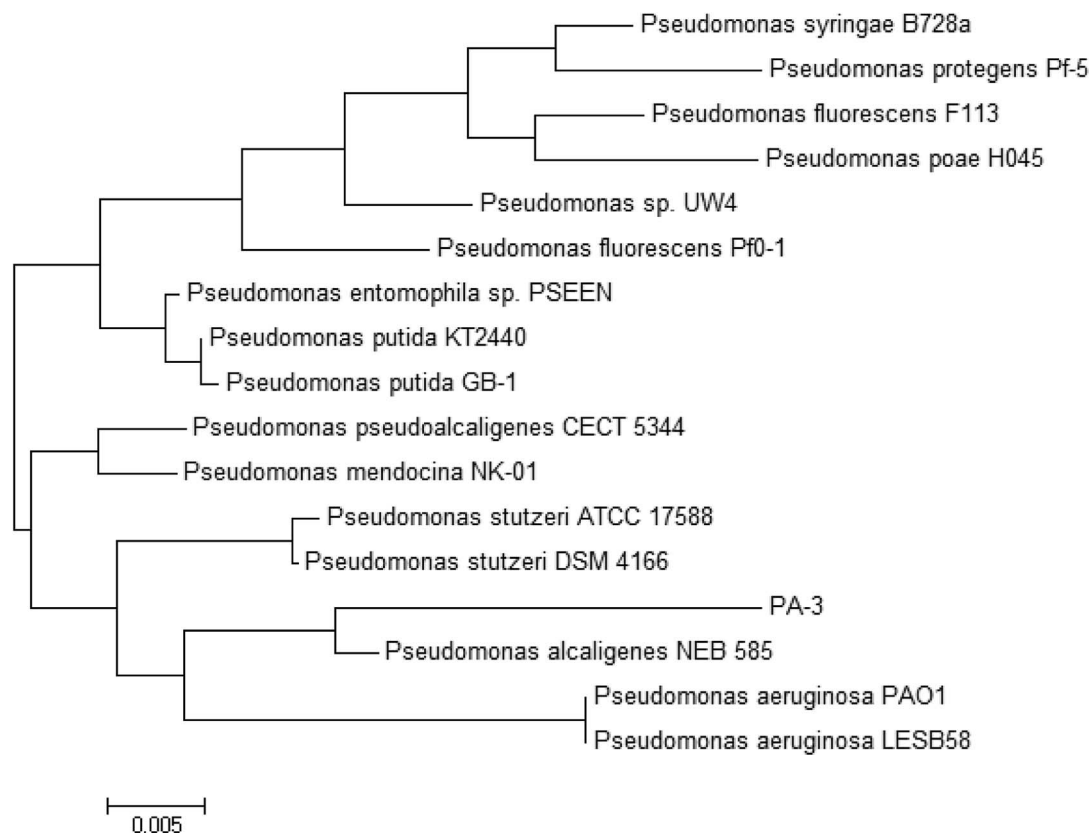 Pseudomonas syringae B728a
Pseudomonas protegens Pf-5
Pseudomonas fluorescens F113
Pseudomonas poae H045
Pseudomonas sp. UW4
Pseudomonas fluorescens Pf0-1
Pseudomonas entomophila sp. PSEEN
Pseudomonas putida KT2440
Pseudomonas putida GB-1
Pseudomonas pseudoalcaligenes CECT 5344
Pseudomonas mendocina NK-01
Pseudomonas stutzeri ATCC 17588
Pseudomonas stutzeri DSM 4166
PA-3
Pseudomonas alcaligenes NEB 585
Pseudomonas aeruginosa PAO1
Pseudomonas aeruginosa LESB58
0.005